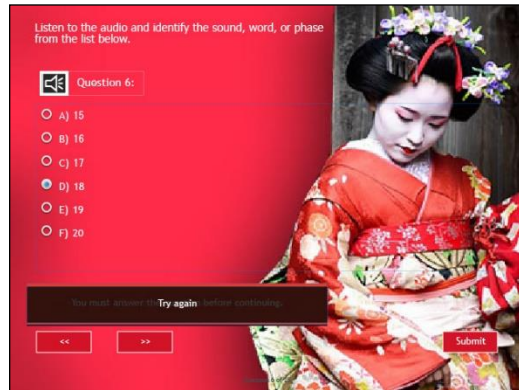 Listen to the audio and identify the sound, word, or phase
from the list below.
Question 6:
A) 15
B) 16
C) 17
D) 18
E) 19
F) 20
You must answer the Try again before continuing.
<< >> Submit